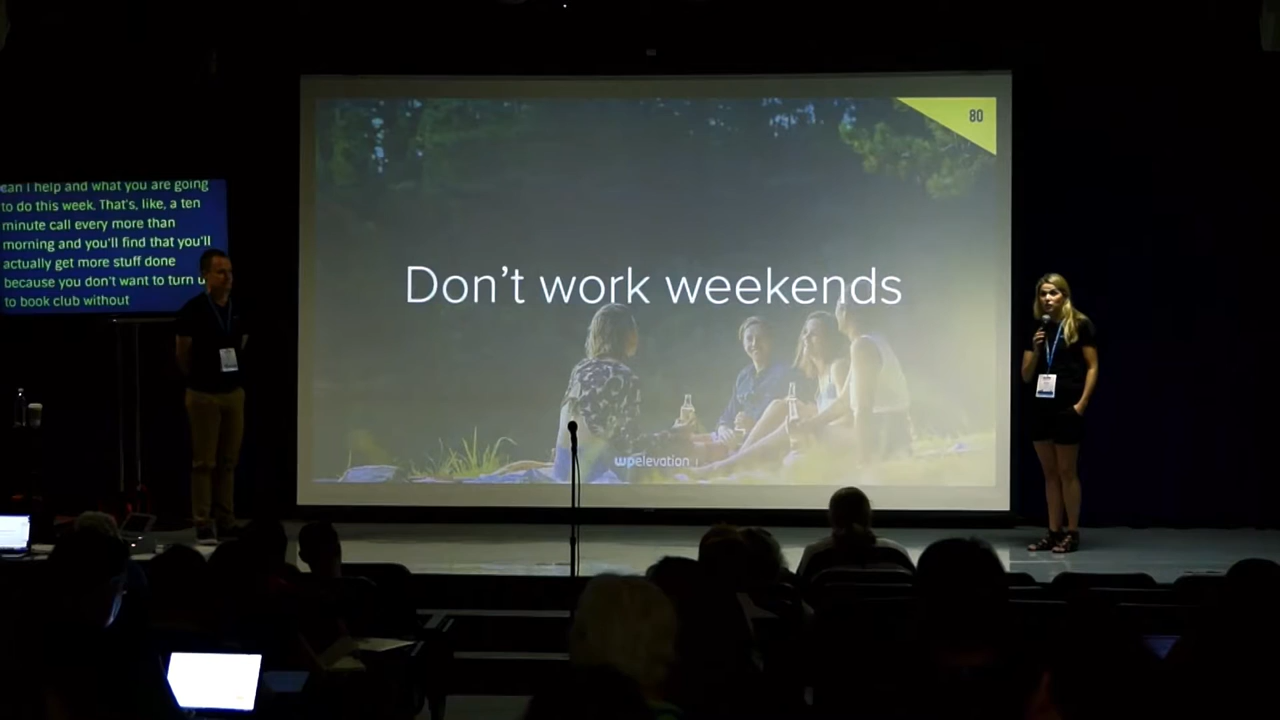 can I help and what you are going
to do this week. That's, like, a ten
minute call every more than
morning and you'll find that you'll
actually get more stuff done
because you don't want to turn
to book club without
80
Don't work weekends
wpelevation